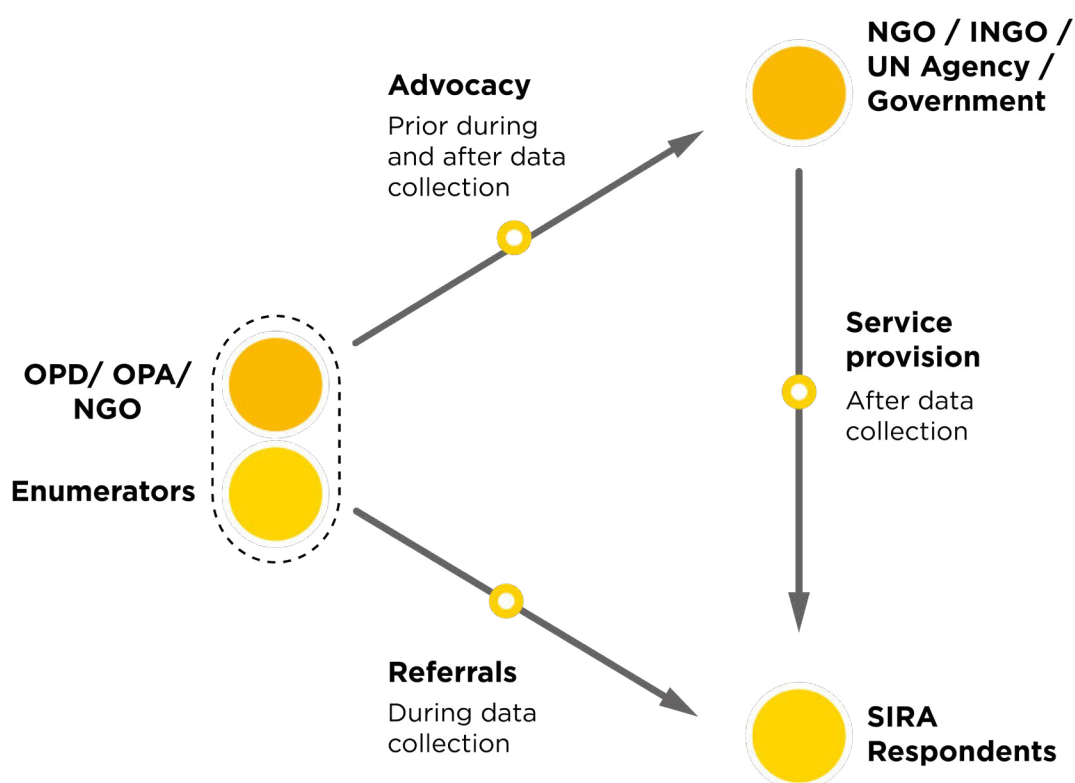 NGO / INGO /
UN Agency /
Government
Advocacy
Prior during
and after data
collection
Service
provision
After data
collection
OPD/ OPA/
NGO
Enumerators
Referrals
During data
collection
SIRA
Respondents